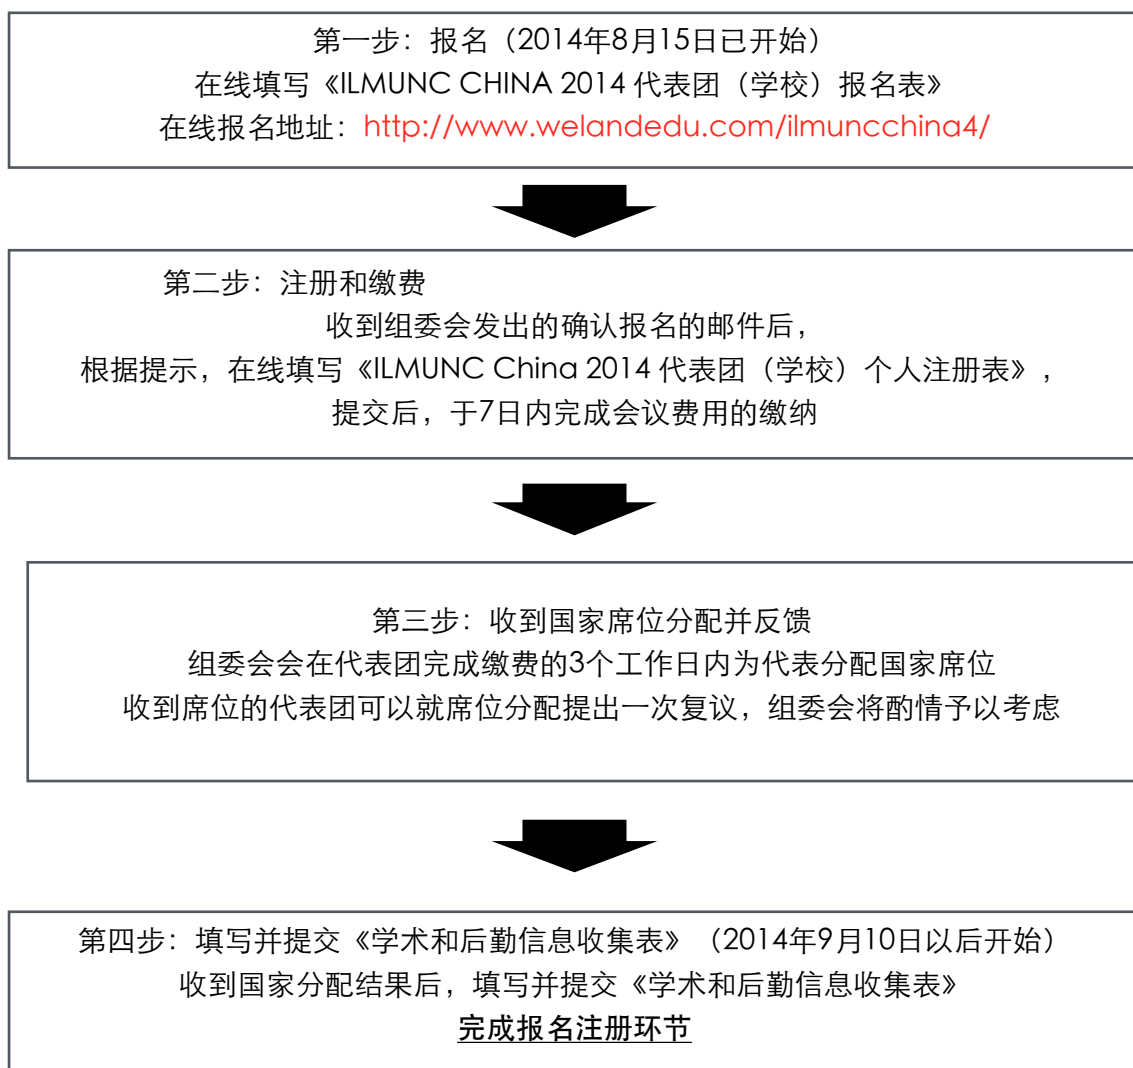 第一步：报名（2014年8月15日已开始）
在线填写《ILMUNC CHINA 2014 代表团（学校）报名表》
在线报名地址：http://www.welandedu.com/ilmuncchina4/
第二步：注册和缴费
收到组委会发出的确认报名的邮件后，
根据提示，在线填写《ILMUNC China 2014 代表团（学校）个人注册表》，
提交后，于7日内完成会议费用的缴纳
第三步：收到国家席位分配并反馈
组委会会在代表团完成缴费的3个工作日内为代表分配国家席位
收到席位的代表团可以就席位分配提出一次复议，组委会将酌情予以考虑
第四步：填写并提交《学术和后勤信息收集表》（2014年9月10日以后开始）
收到国家分配结果后，填写并提交《学术和后勤信息收集表》
完成报名注册环节